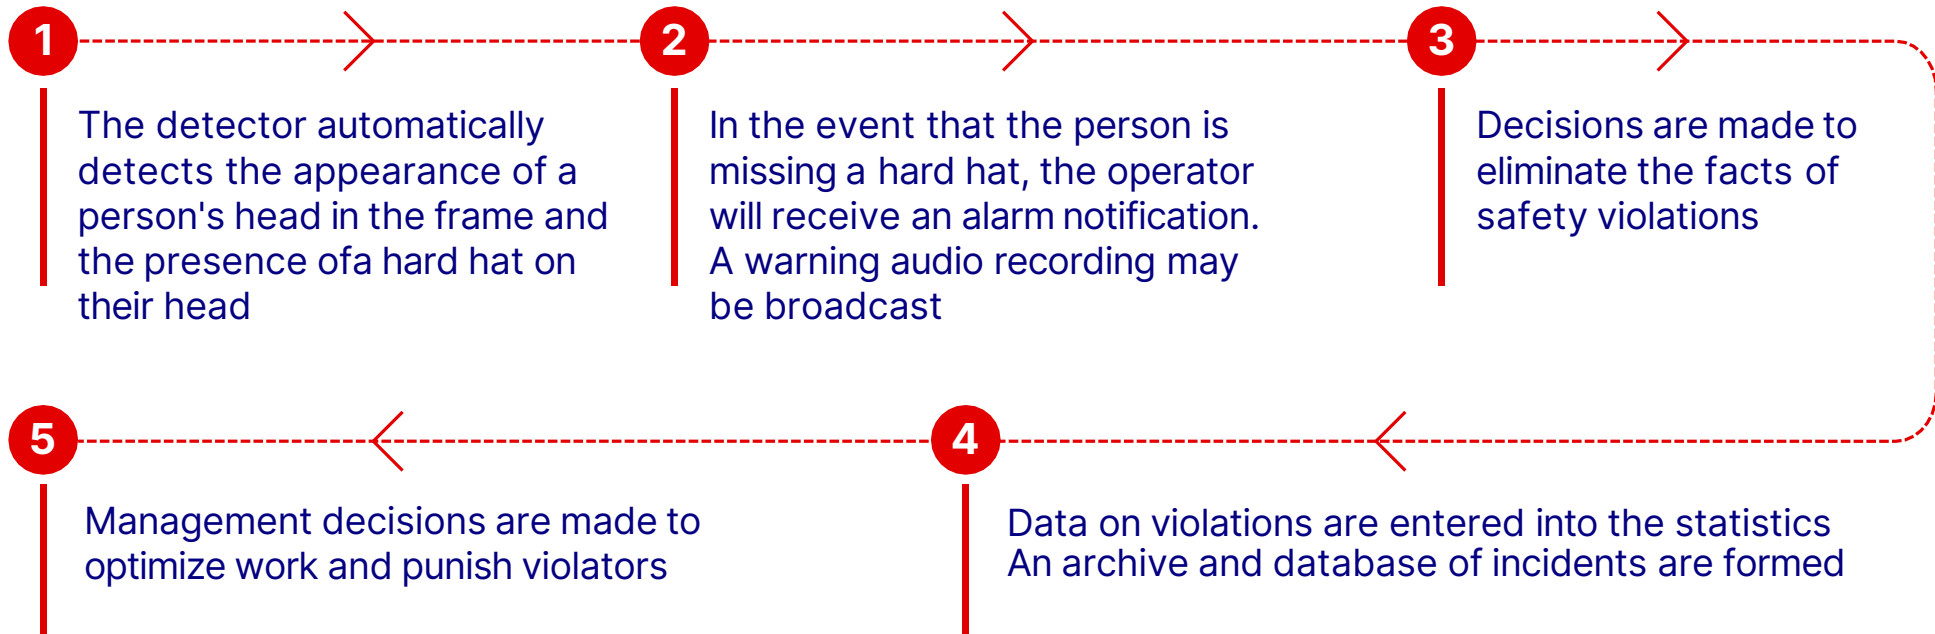 1
The detector automatically
detects the appearance of a
person's head in the frame and
the presence ofa hard hat on
their head
2
In the event that the person is
missing a hard hat, the operator
will receive an alarm notification.
A warning audio recording may
be broadcast
3
Decisions are made to
eliminate the facts of
safety violations
4
Data on violations are entered into the statistics
An archive and database of incidents are formed
5
Management decisions are made to
optimize work and punish violators